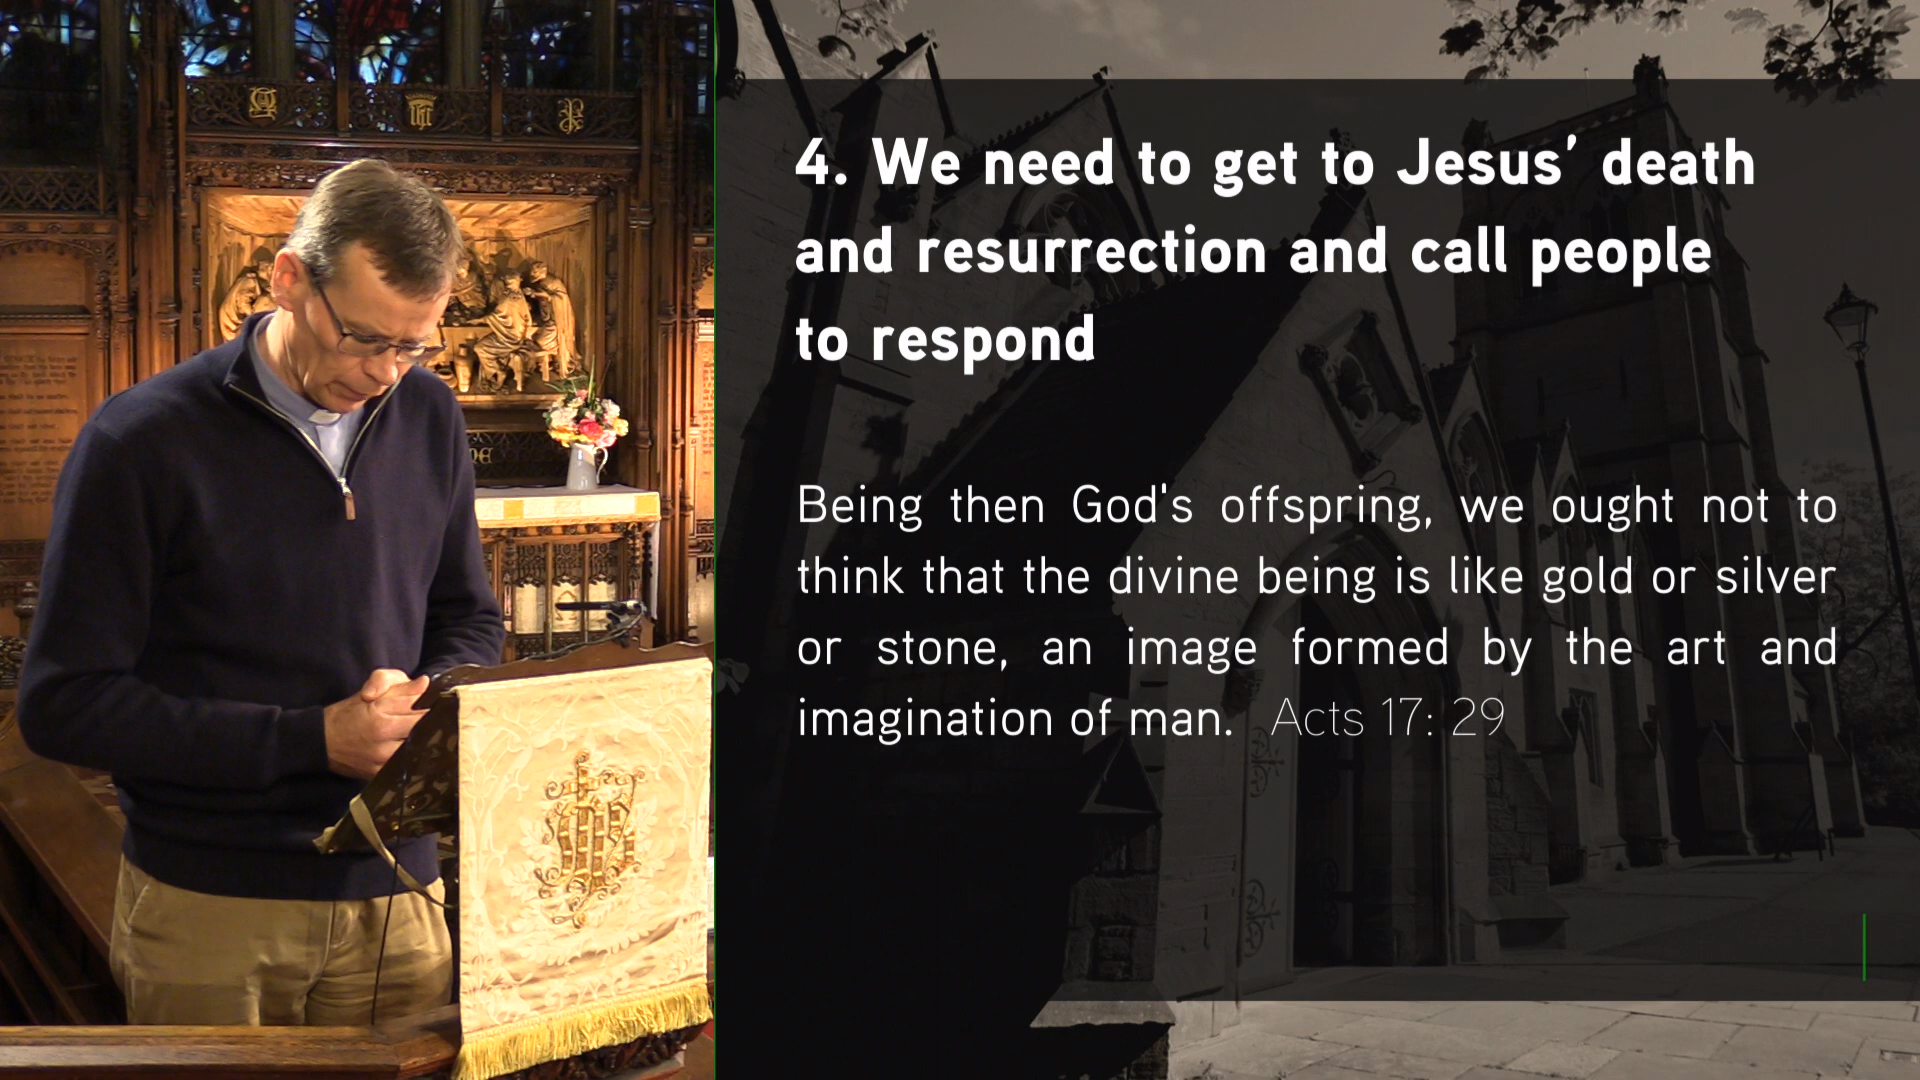 4. We need to get to Jesus’ death
and resurrection and call people
to respond
Being then God's offspring, we ought not to
think that the divine being is like gold or silver
or stone, an image formed by the art and
imagination of man. Acts 17: 29